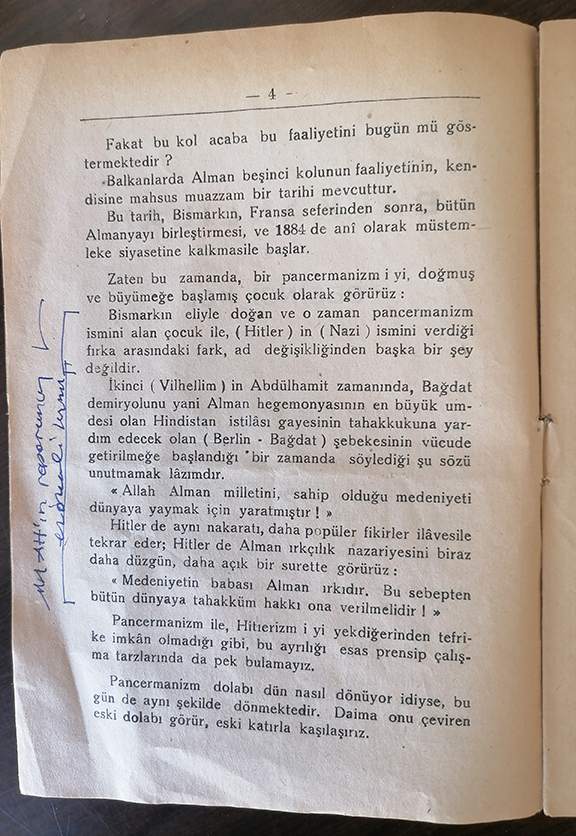 — 4 -
Fakat bu kol acaba bu faaliyetini bugün mü gös-
termektedir ?
Balkanlarda Alman beşinci kolunun faaliyetinin, ken-
disine mahsus muazzam bir tarihi mevcuttur.
Bu tarih, Bismarkın, Fransa seferinden sonra, bütün
Almanyayı birleştirmesi, ve 1884 de anî olarak müstem-
leke siyasetine kalkmasile başlar.
Zaten bu zamanda, bir pancermanizm i yi, doğmuş
ve büyümeğe başlamış çocuk olarak görürüz :
Bismarkın eliyle doğan ve o zaman pancermanizm
ismini alan çocuk ile, ( Hitler ) in ( Nazi ) ismini verdiği
fırka arasındaki fark, ad değişikliğinden başka bir şey
değildir.
İkinci ( Vilhellim ) in Abdülhamit zamanında, Bağdat
demiryolunu yani Alman hegemonyasının en büyük um-
desi olan Hindistan istilâsı gayesinin tahakkukuna yar-
dım edecek olan ( Berlin - Bağdat ) şebekesinin vücude
getirilmeğe başlandığı bir zamanda söylediği şu sözü
unutmamak lâzımdır.
« Allah Alman milletini, sahip olduğu medeniyeti
dünyaya yaymak için yaratmıştır ! »
Hitler de aynı nakaratı, daha popüler fikirler ilâvesile
tekrar eder; Hitler de Alman ırkçılık nazariyesini biraz
daha düzgün, daha açık bir surette görürüz :
« Medeniyetin babası Alman ırkıdır. Bu sebepten
bütün dünyaya tahakküm hakkı ona verilmelidir ! »
Pancermanizm ile, Hitlerizm i yi yekdiğerinden tefri-
ke imkân olmadığı gibi, bu ayrılığı esas prensip çalış-
ma tarzlarında da pek bulamayız.
Pancermanizm dolabı dün nasıl dönüyor idiyse, bu
gün de aynı şekilde dönmektedir. Daima onu çeviren
eski dolabı görür, eski katırla kaşılaşırız.